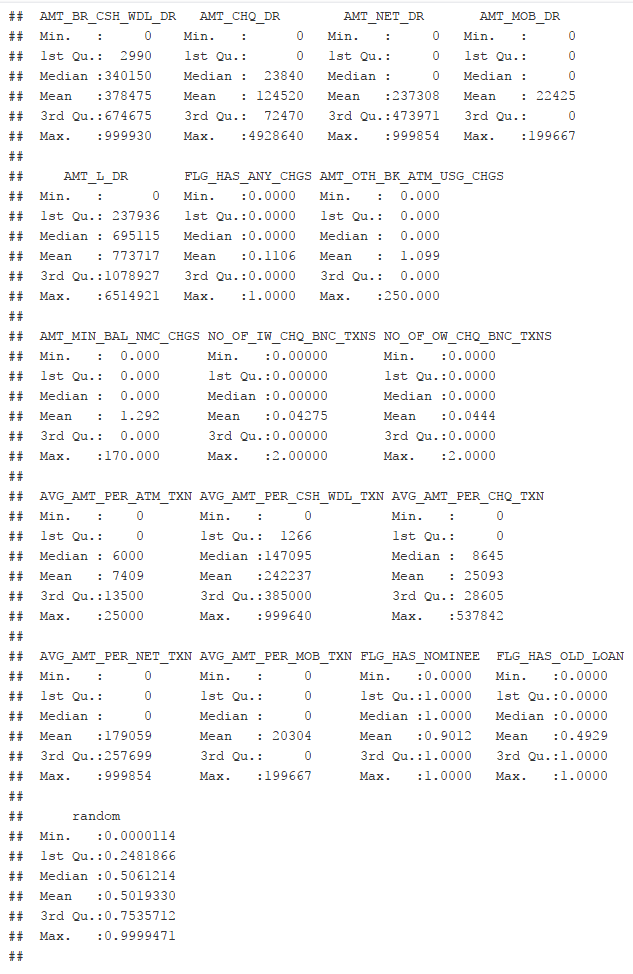 ##  AMT_BR_CSH_WDL_DR   AMT_CHQ_DR        AMT_NET_DR       AMT_MOB_DR
##  Min.   :     0    Min.   :      0   Min.   :     0   Min.   :     0
##  1st Qu.:  2990    1st Qu.:      0   1st Qu.:     0   1st Qu.:     0
##  Median :340150    Median :  23840   Median :     0   Median :     0
##  Mean   :378475    Mean   : 124520   Mean   :237308   Mean   : 22425
##  3rd Qu.:674675    3rd Qu.:  72470   3rd Qu.:473971   3rd Qu.:     0
##  Max.   :999930    Max.   :4928640   Max.   :999854   Max.   :199667
##
##     AMT_L_DR       FLG_HAS_ANY_CHGS AMT_OTH_BK_ATM_USG_CHGS
##  Min.   :      0   Min.   :0.0000   Min.   :  0.000
##  1st Qu.: 237936   1st Qu.:0.0000   1st Qu.:  0.000
##  Median : 695115   Median :0.0000   Median :  0.000
##  Mean   : 773717   Mean   :0.1106   Mean   :  1.099
##  3rd Qu.:1078927   3rd Qu.:0.0000   3rd Qu.:  0.000
##  Max.   :6514921   Max.   :1.0000   Max.   :250.000
##
##  AMT_MIN_BAL_NMC_CHGS NO_OF_IW_CHQ_BNC_TXNS NO_OF_OW_CHQ_BNC_TXNS
##  Min.   :  0.000      Min.   :0.00000       Min.   :0.0000
##  1st Qu.:  0.000      1st Qu.:0.00000       1st Qu.:0.0000
##  Median :  0.000      Median :0.00000       Median :0.0000
##  Mean   :  1.292      Mean   :0.04275       Mean   :0.0444
##  3rd Qu.:  0.000      3rd Qu.:0.00000       3rd Qu.:0.0000
##  Max.   :170.000      Max.   :2.00000       Max.   :2.0000
##
##  AVG_AMT_PER_ATM_TXN AVG_AMT_PER_CSH_WDL_TXN AVG_AMT_PER_CHQ_TXN
##  Min.   :    0       Min.   :     0          Min.   :     0
##  1st Qu.:    0       1st Qu.:  1266          1st Qu.:     0
##  Median : 6000       Median :147095          Median :  8645
##  Mean   : 7409       Mean   :242237          Mean   : 25093
##  3rd Qu.:13500       3rd Qu.:385000          3rd Qu.: 28605
##  Max.   :25000       Max.   :999640          Max.   :537842
##
##  AVG_AMT_PER_NET_TXN AVG_AMT_PER_MOB_TXN FLG_HAS_NOMINEE  FLG_HAS_OLD_LOAN
##  Min.   :     0      Min.   :     0      Min.   :0.0000   Min.   :0.0000
##  1st Qu.:     0      1st Qu.:     0      1st Qu.:1.0000   1st Qu.:0.0000
##  Median :     0      Median :     0      Median :1.0000   Median :0.0000
##  Mean   :179059      Mean   : 20304      Mean   :0.9012   Mean   :0.4929
##  3rd Qu.:257699      3rd Qu.:     0      3rd Qu.:1.0000   3rd Qu.:1.0000
##  Max.   :999854      Max.   :199667      Max.   :1.0000   Max.   :1.0000
##
##      random
##  Min.   :0.0000114
##  1st Qu.:0.2481866
##  Median :0.5061214
##  Mean   :0.5019330
##  3rd Qu.:0.7535712
##  Max.   :0.9999471
##